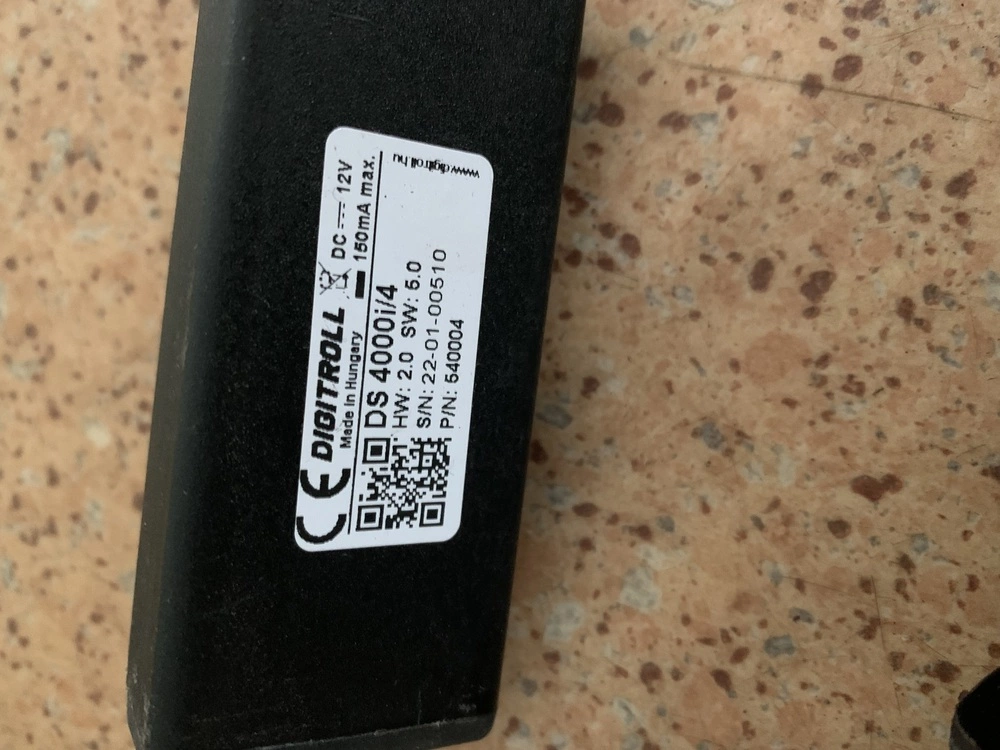 CE DIGITROLL DC 12V
Made in Hungary 150mA max.
DS 4000i/4
HW: 2.0 SW: 5.0
S/N: 22-01-00510
P/N: 540004
www.digitroll.hu